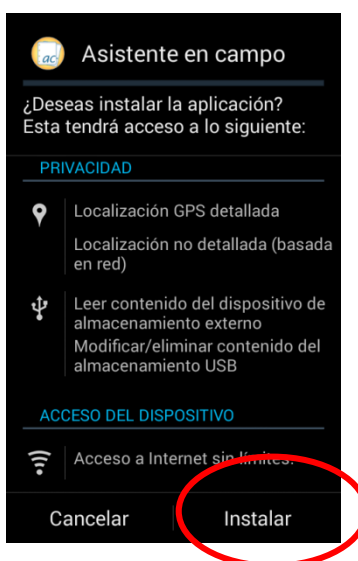 ac
Asistente en campo
¿Deseas instalar la aplicación?
Esta tendrá acceso a lo siguiente:
PRIVACIDAD
Localización GPS detallada
Localización no detallada (basada
en red)
Leer contenido del dispositivo de
almacenamiento externo
Modificar/eliminar contenido del
almacenamiento USB
ACCESO DEL DISPOSITIVO
Acceso a Internet sin límites.
Cancelar
Instalar